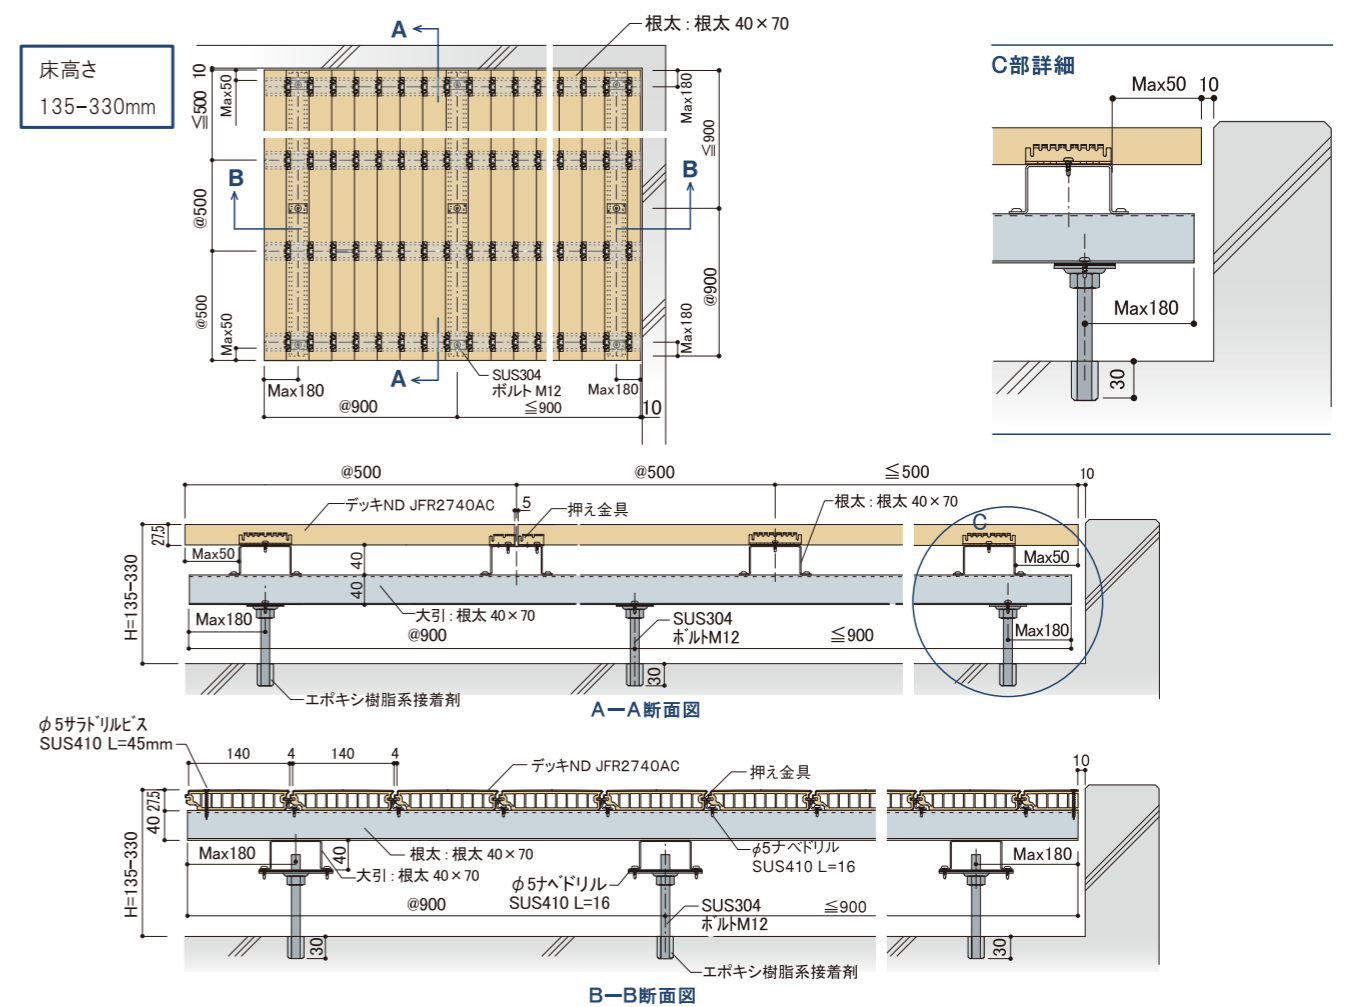 床高さ
135-330mm
A
根太 : 根太 40×70
10
Max50
≦500
@500
@500
Max50
B
B
Max180
≦900
@900
Max180
A
SUS304
ボルト M12
Max180
Max180
@900
≦900
10
C部詳細
Max50
10
Max180
30
@500
@500
≦500
10
デッキND JFR2740AC
5
押え金具
根太 : 根太 40×70
C
27.5
Max50
40
40
Max50
H=135-330
大引 : 根太 40×70
Max180
@900
SUS304
ボルトM12
≦900
Max180
30
エポキシ樹脂系接着剤
A-A断面図
φ5サラドリルビス
SUS410 L=45mm
140
4
140
4
デッキND JFR2740AC
押え金具
10
27.5
40
H=135-330
Max180
40
根太 : 根太 40×70
大引 : 根太 40×70
φ5ナベドリル
SUS410 L=16
φ5ナベドリル
SUS410 L=16
Max180
@900
SUS304
ボルトM12
≦900
30
30
エポキシ樹脂系接着剤
B-B断面図